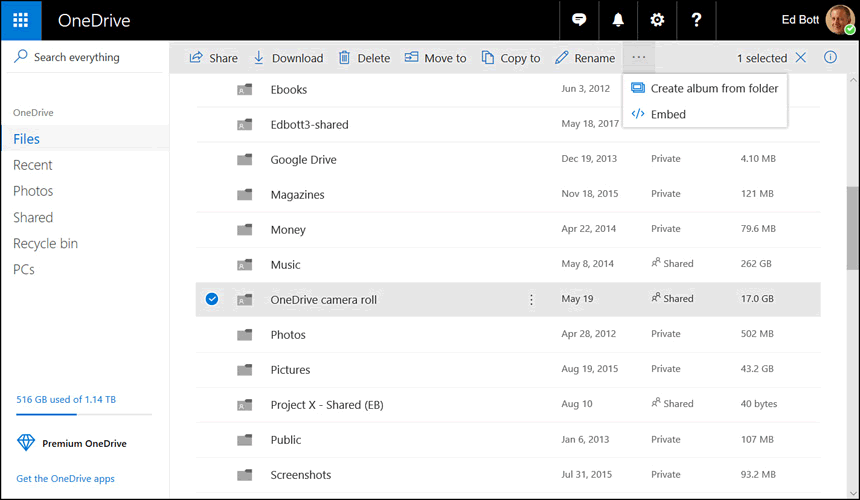 OneDrive
?
Ed Bott
Search everything
Share Download Delete Move to Copy to Rename ... 1 selected
Create album from folder
Embed
OneDrive
Files
Recent
Photos
Shared
Recycle bin
PCs
516 GB used of 1.14 TB
Premium OneDrive
Get the OneDrive apps
Ebooks Jun 3, 2012
Edbott3-shared May 18, 2017
Google Drive Dec 19, 2013 Private 4.10 MB
Magazines Nov 18, 2015 Private 121 MB
Money Apr 22, 2014 Private 79.6 MB
Music May 8, 2014 Shared 262 GB
OneDrive camera roll May 19 Shared 17.0 GB
Photos Apr 28, 2012 Private 502 MB
Pictures Aug 19, 2015 Private 43.2 GB
Project X - Shared (EB) Aug 10 Shared 40 bytes
Public Jan 6, 2013 Private 107 MB
Screenshots Jul 31, 2015 Private 93.2 MB